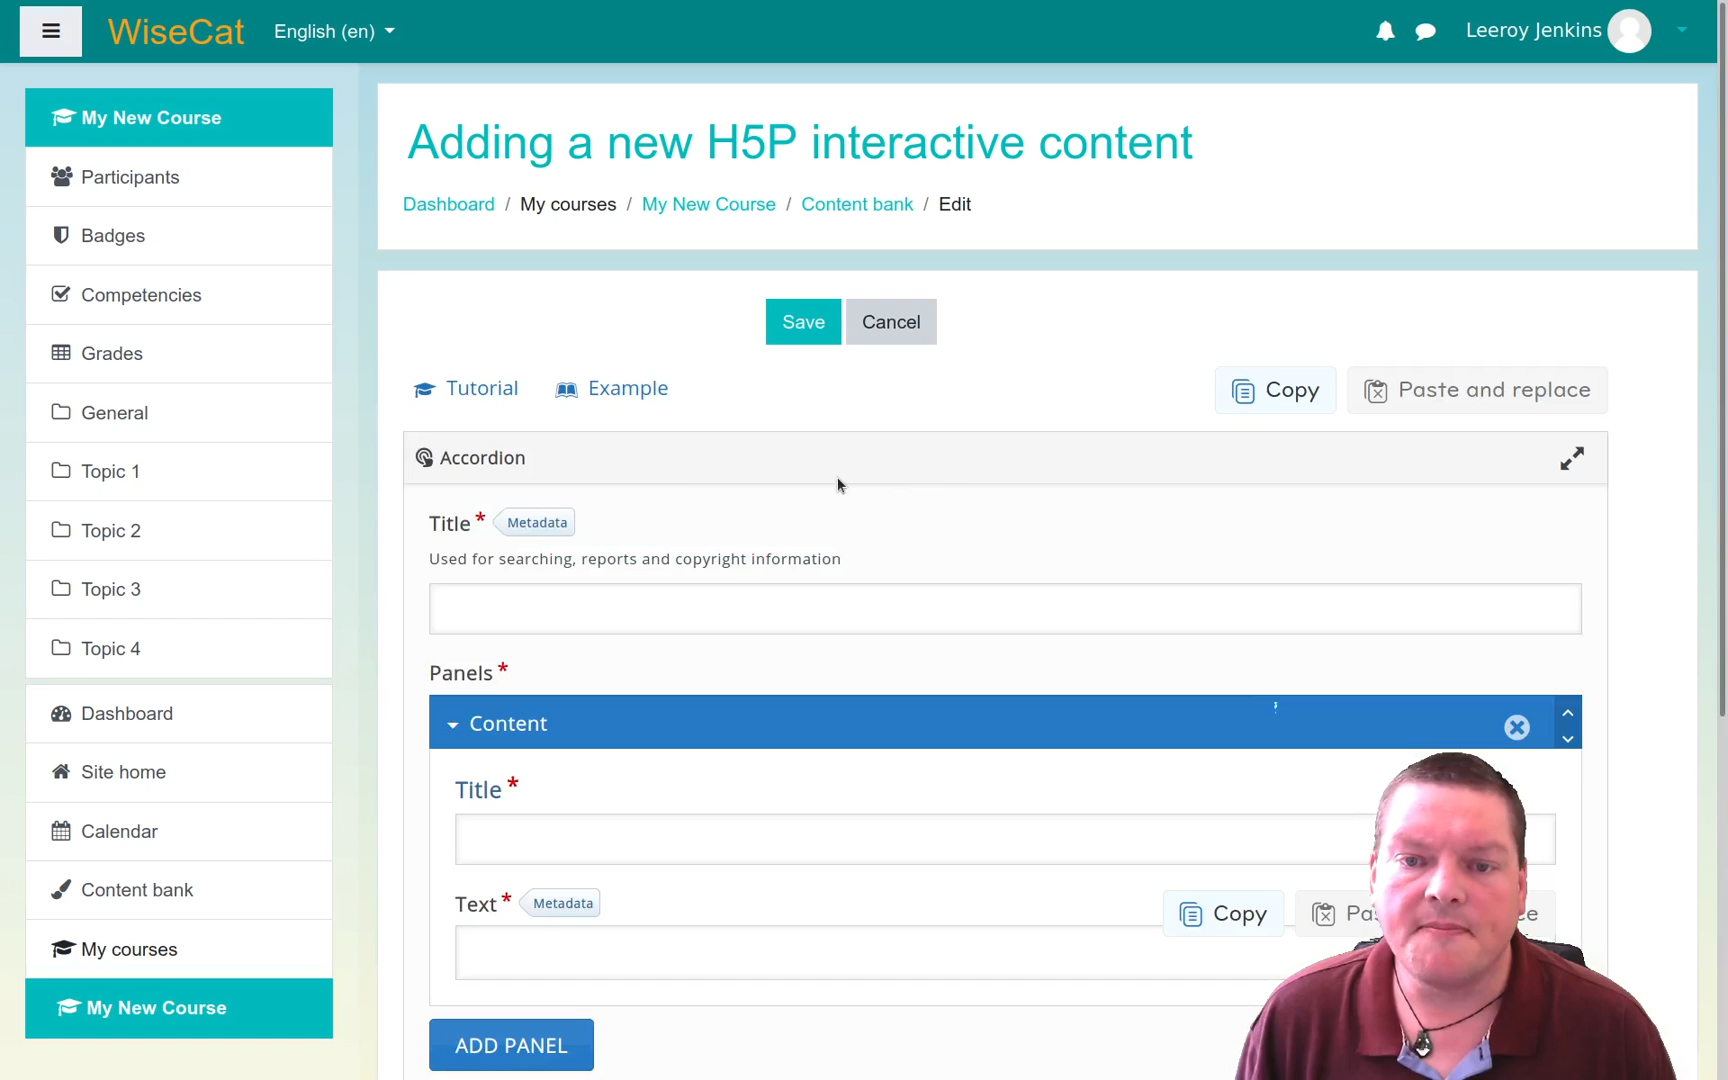 WiseCat
English (en)
Leeroy Jenkins
My New Course
Participants
Badges
Competencies
Grades
General
Topic 1
Topic 2
Topic 3
Topic 4
Dashboard
Site home
Calendar
Content bank
My courses
My New Course
Adding a new H5P interactive content
Dashboard / My courses / My New Course / Content bank / Edit
Save Cancel
Tutorial Example Copy Paste and replace
Accordion
Title * Metadata
Used for searching, reports and copyright information
Panels *
Content
Title *
Text * Metadata Copy
ADD PANEL